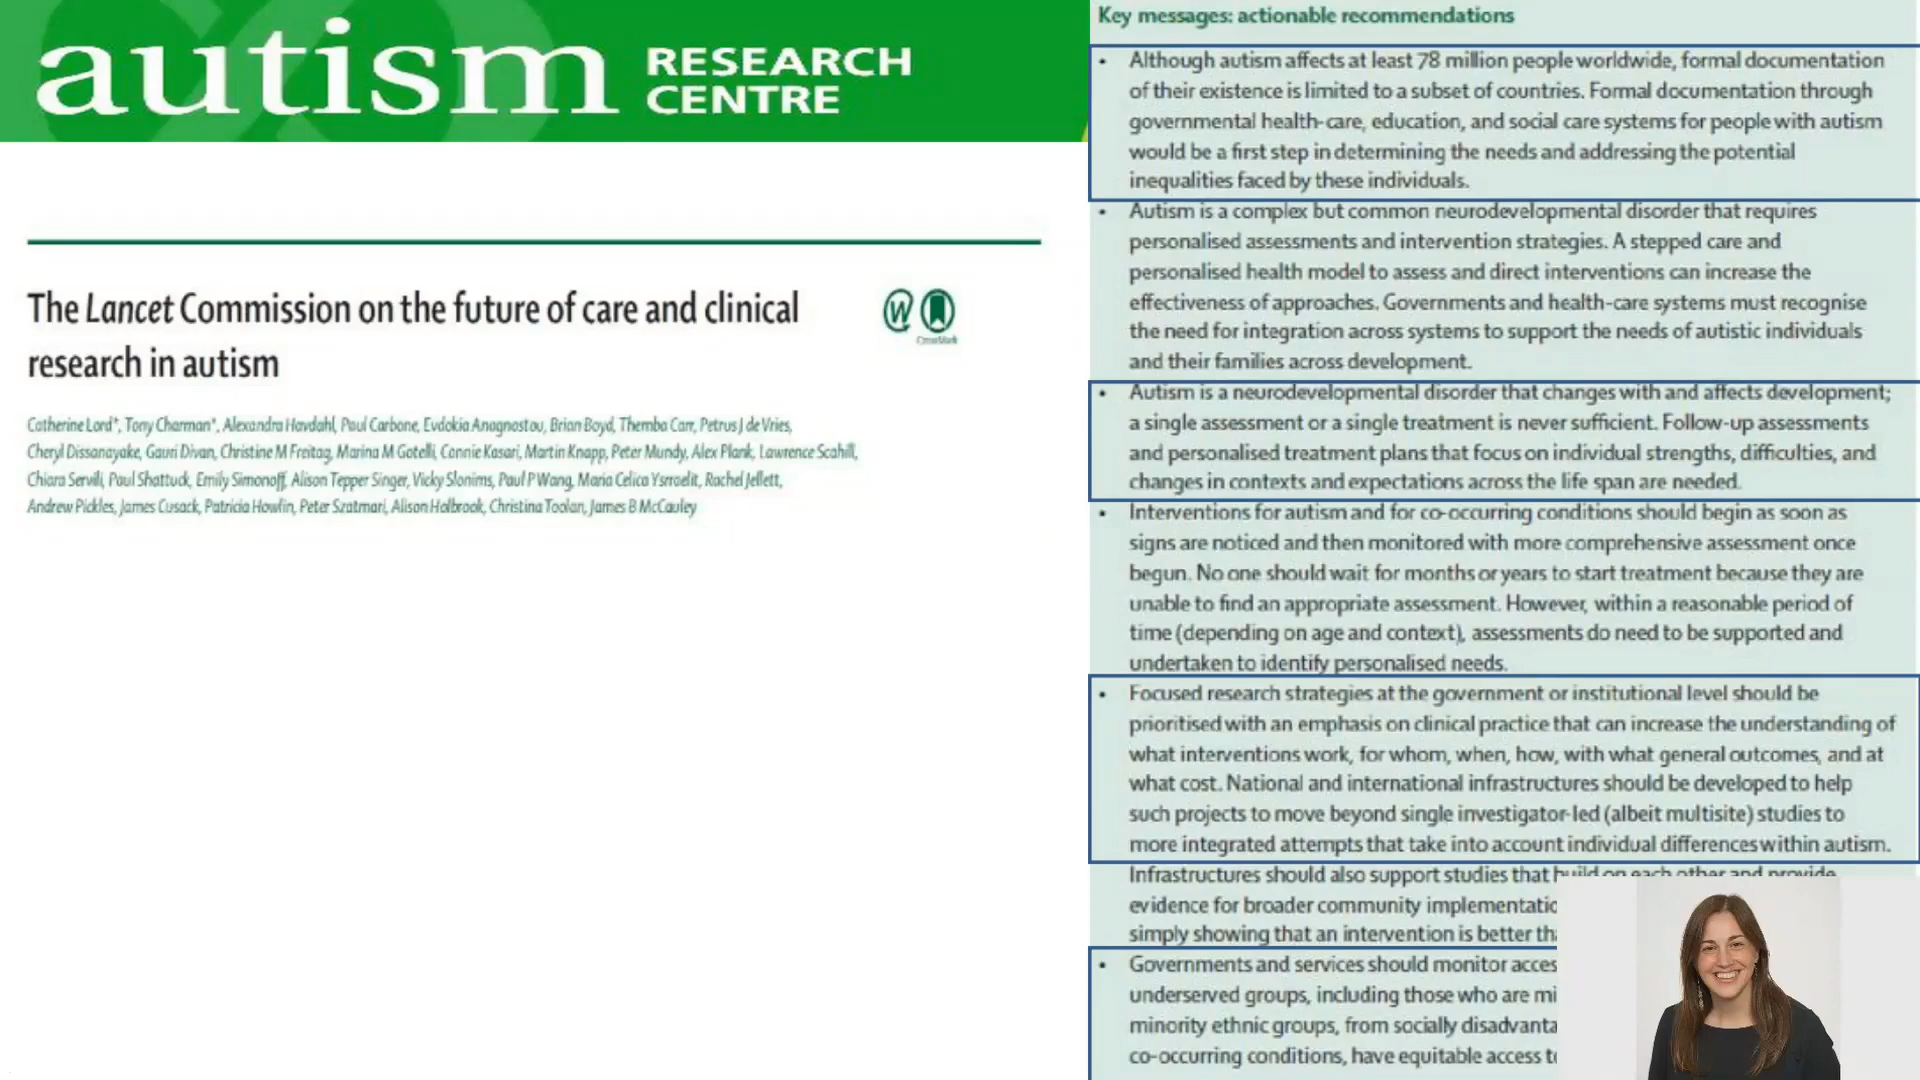 autism RESEARCH
CENTRE
The Lancet Commission on the future of care and clinical
research in autism
W
CrossMark
Catherine Lord*, Tony Charman*, Alexandra Havdahl, Paul Carbone, Evdokia Anagnostou, Brian Boyd, Themba Carr, Petrus J de Vries,
Cheryl Dissanayake, Gauri Divan, Christine M Freitag, Marina M Gotelli, Connie Kasari, Martin Knapp, Peter Mundy, Alex Plank, Lawrence Scahill,
Chiara Servili, Paul Shattuck, Emily Simonoff, Alison Tepper Singer, Vicky Slonims, Paul P Wang, Maria Celica Ysrraelit, Rachel Jellett,
Andrew Pickles, James Cusack, Patricia Howlin, Peter Szatmari, Alison Holbrook, Christina Toolan, James B McCauley
Key messages: actionable recommendations
• Although autism affects at least 78 million people worldwide, formal documentation
of their existence is limited to a subset of countries. Formal documentation through
governmental health-care, education, and social care systems for people with autism
would be a first step in determining the needs and addressing the potential
inequalities faced by these individuals.
• Autism is a complex but common neurodevelopmental disorder that requires
personalised assessments and intervention strategies. A stepped care and
personalised health model to assess and direct interventions can increase the
effectiveness of approaches. Governments and health-care systems must recognise
the need for integration across systems to support the needs of autistic individuals
and their families across development.
• Autism is a neurodevelopmental disorder that changes with and affects development;
a single assessment or a single treatment is never sufficient. Follow-up assessments
and personalised treatment plans that focus on individual strengths, difficulties, and
changes in contexts and expectations across the life span are needed.
• Interventions for autism and for co-occurring conditions should begin as soon as
signs are noticed and then monitored with more comprehensive assessment once
begun. No one should wait for months or years to start treatment because they are
unable to find an appropriate assessment. However, within a reasonable period of
time (depending on age and context), assessments do need to be supported and
undertaken to identify personalised needs.
• Focused research strategies at the government or institutional level should be
prioritised with an emphasis on clinical practice that can increase the understanding of
what interventions work, for whom, when, how, with what general outcomes, and at
what cost. National and international infrastructures should be developed to help
such projects to move beyond single investigator-led (albeit multisite) studies to
more integrated attempts that take into account individual differences within autism.
Infrastructures should also support studies that build on each other and provide
evidence for broader community implementatio
simply showing that an intervention is better th
• Governments and services should monitor acces
underserved groups, including those who are mi
minority ethnic groups, from socially disadvanta
co-occurring conditions, have equitable access t